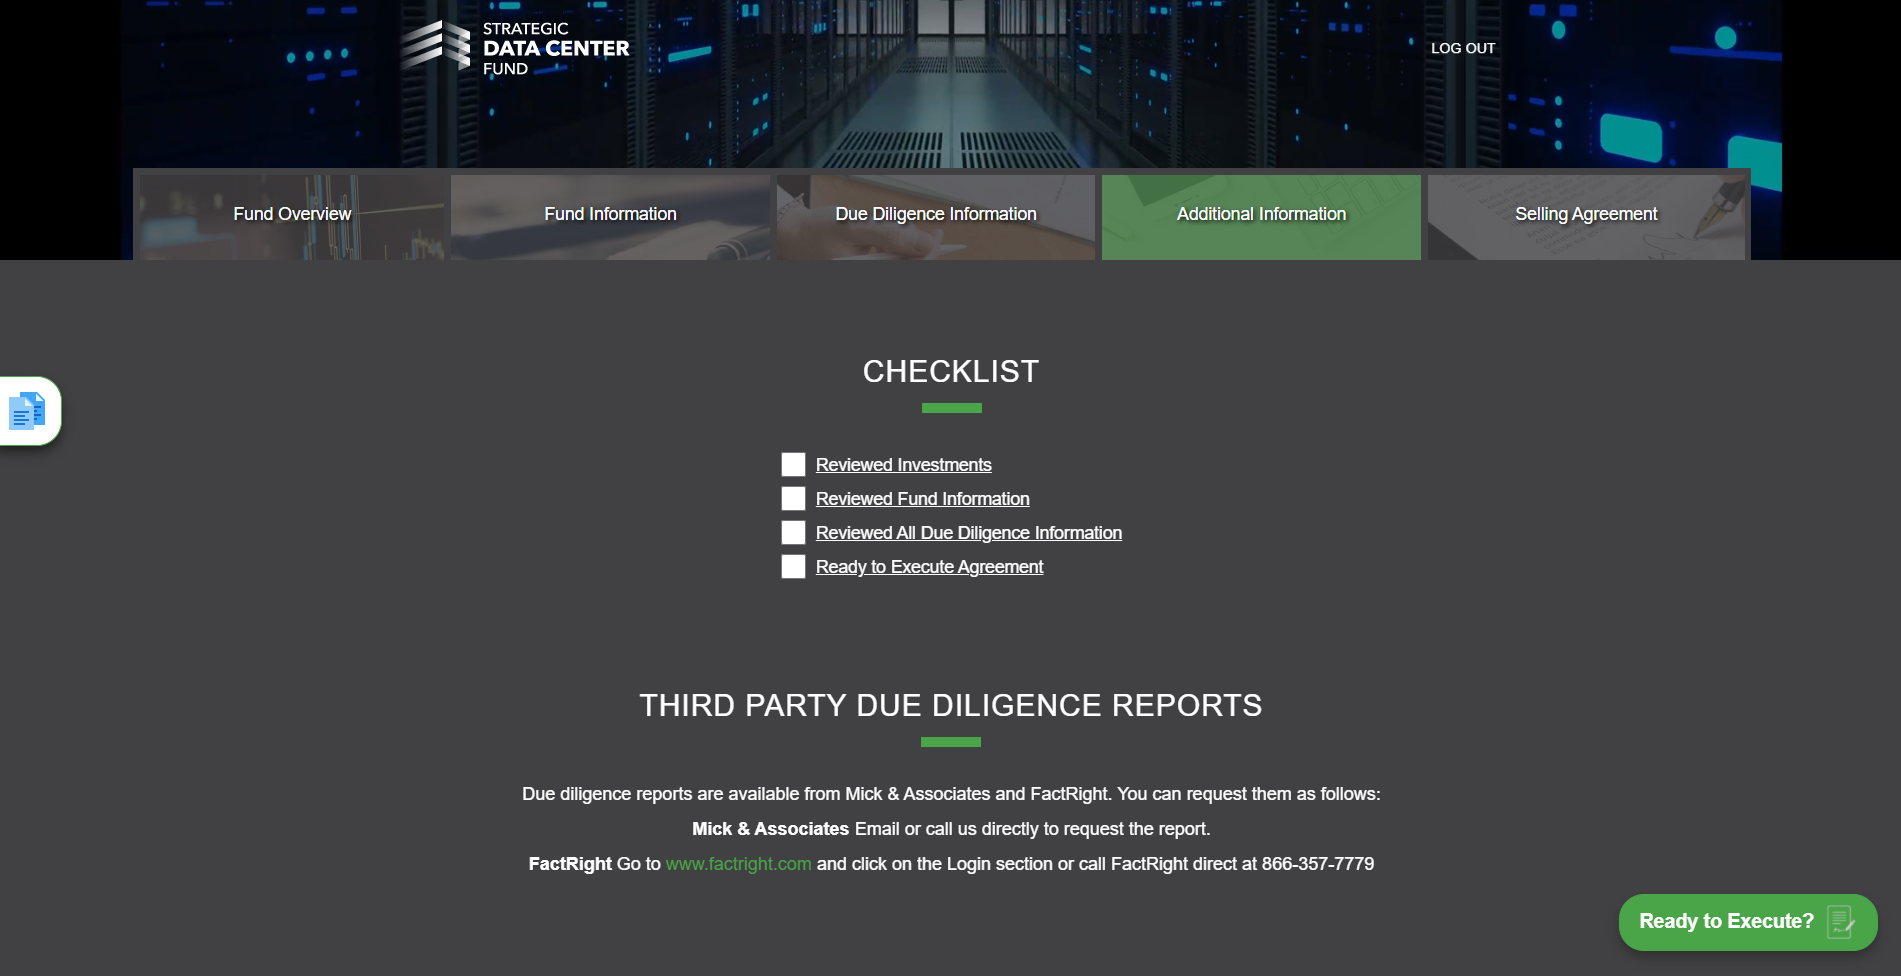 STRATEGIC
DATA CENTER
FUND
LOG OUT
Fund Overview
Fund Information
Due Diligence Information
Additional Information
Selling Agreement
CHECKLIST
Reviewed Investments
Reviewed Fund Information
Reviewed All Due Diligence Information
Ready to Execute Agreement
THIRD PARTY DUE DILIGENCE REPORTS
Due diligence reports are available from Mick & Associates and FactRight. You can request them as follows:
Mick & Associates Email or call us directly to request the report.
FactRight Go to www.factright.com and click on the Login section or call FactRight direct at 866-357-7779
Ready to Execute?